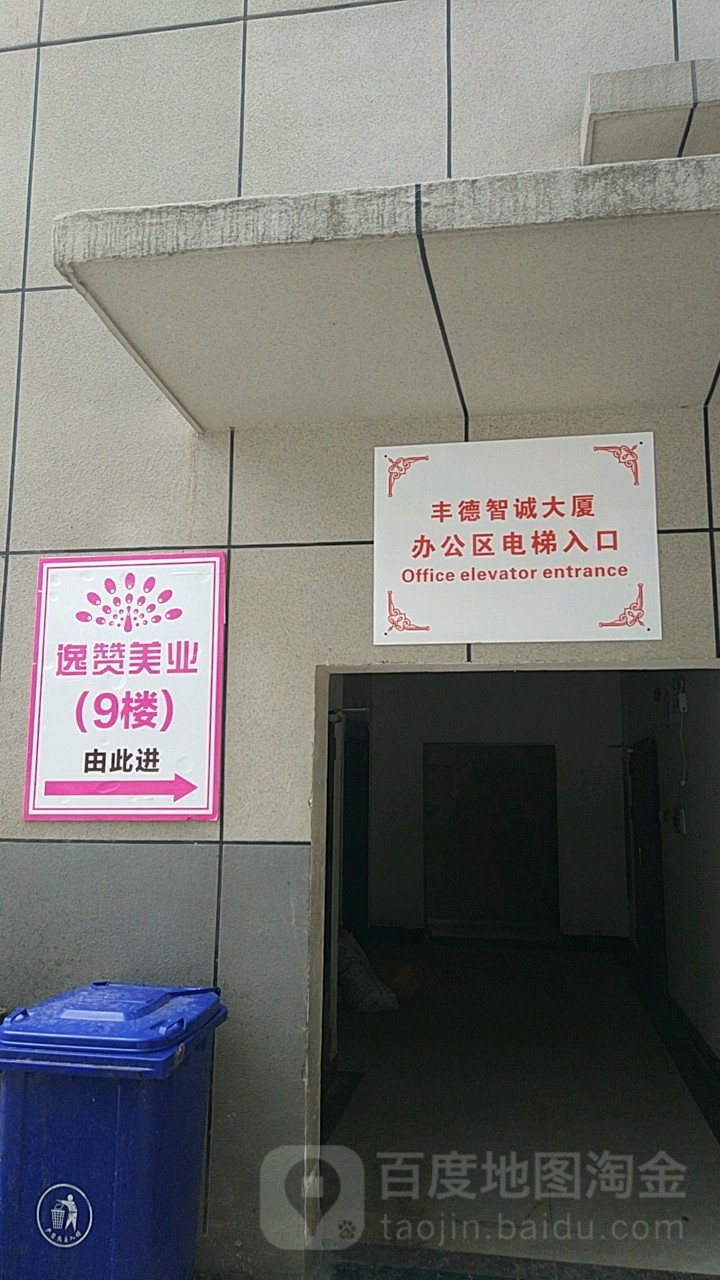 丰德智诚大厦
办公区电梯入口
Office elevator entrance
逸赞美业
(9楼)
由此进
百度地图淘金
taojin.baidu.com